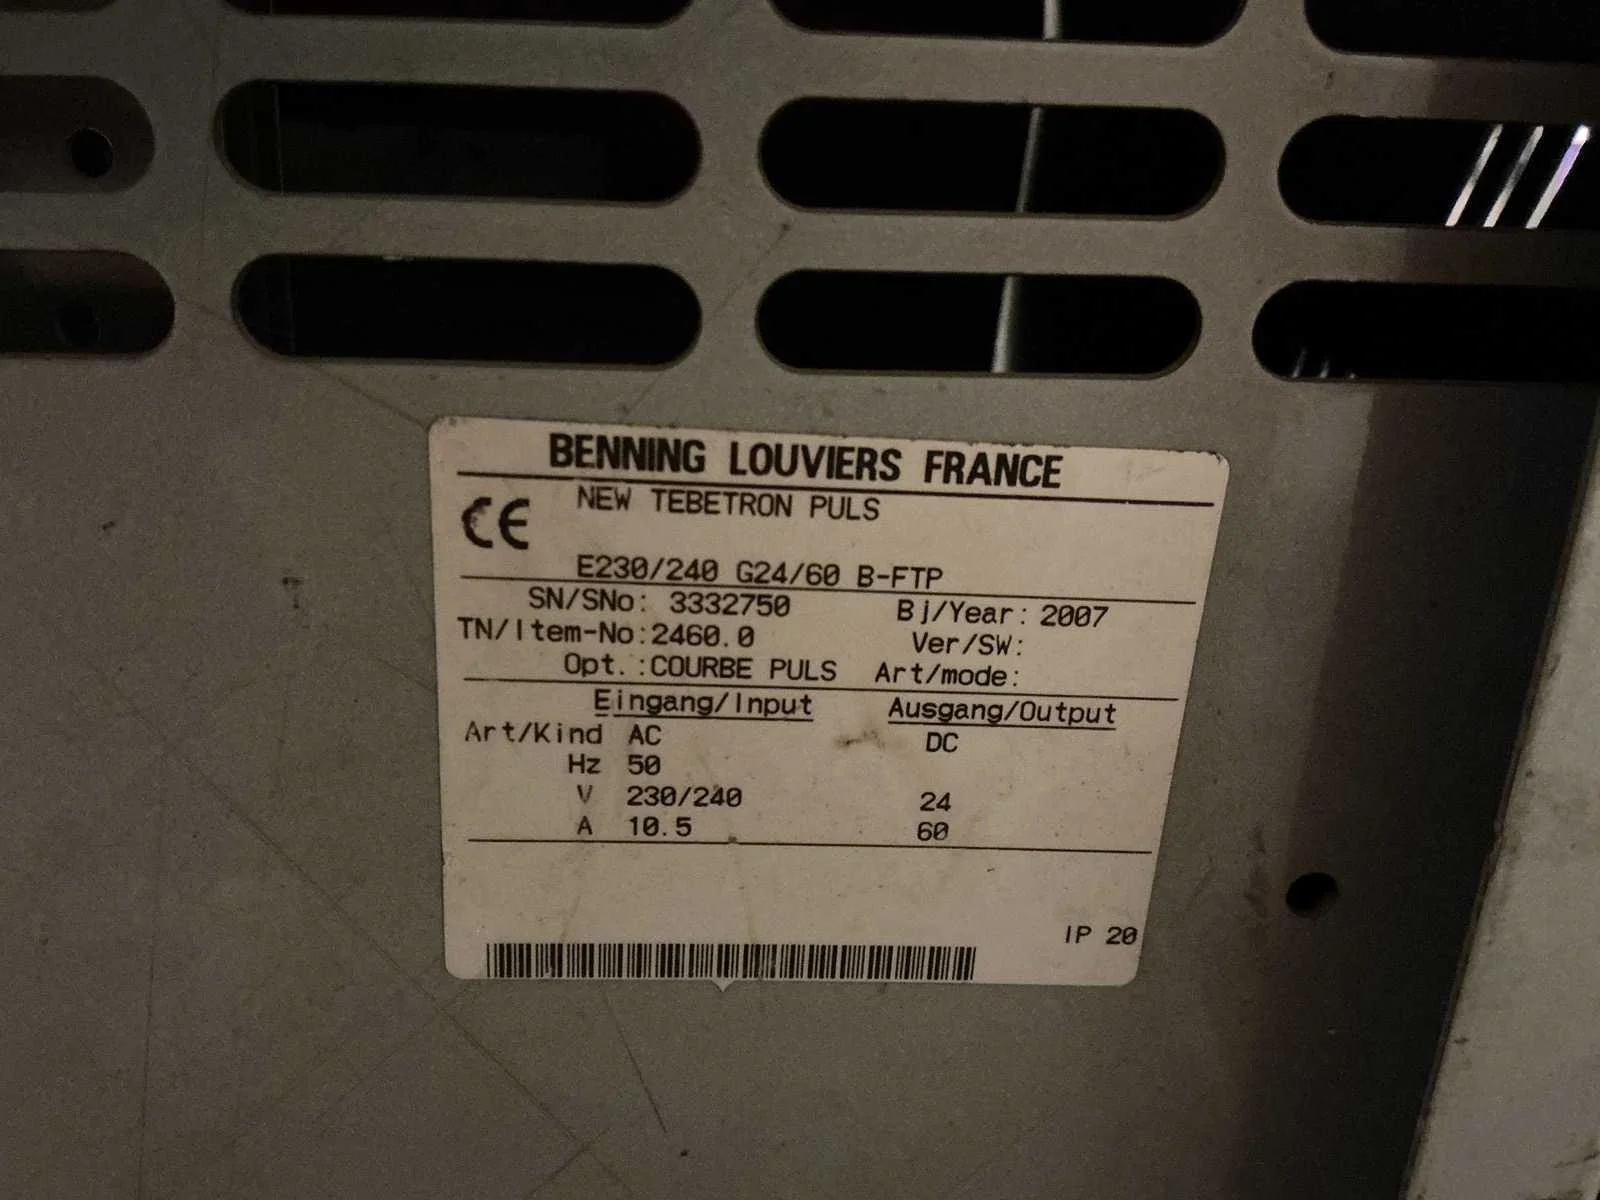 BENNING LOUVIERS FRANCE
CE NEW TEBETRON PULS
E230/240 G24/60 B-FTP
SN/SNo: 3332750 Bj/Year: 2007
TN/Item-No:2460.0 Ver/SW:
Opt.:COURBE PULS Art/mode:
Eingang/Input Ausgang/Output
Art/Kind AC DC
Hz 50
V 230/240 24
A 10.5 60
IP 20